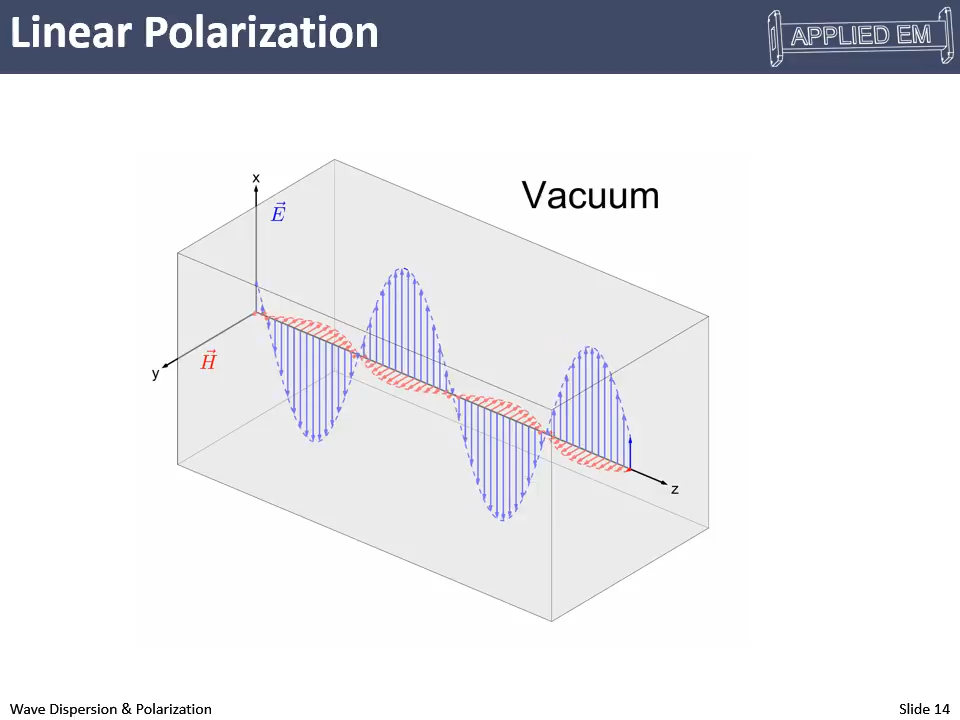 Linear Polarization
APPLIED EM
Vacuum
x
E⃗
H⃗
y
z
Wave Dispersion & Polarization
Slide 14